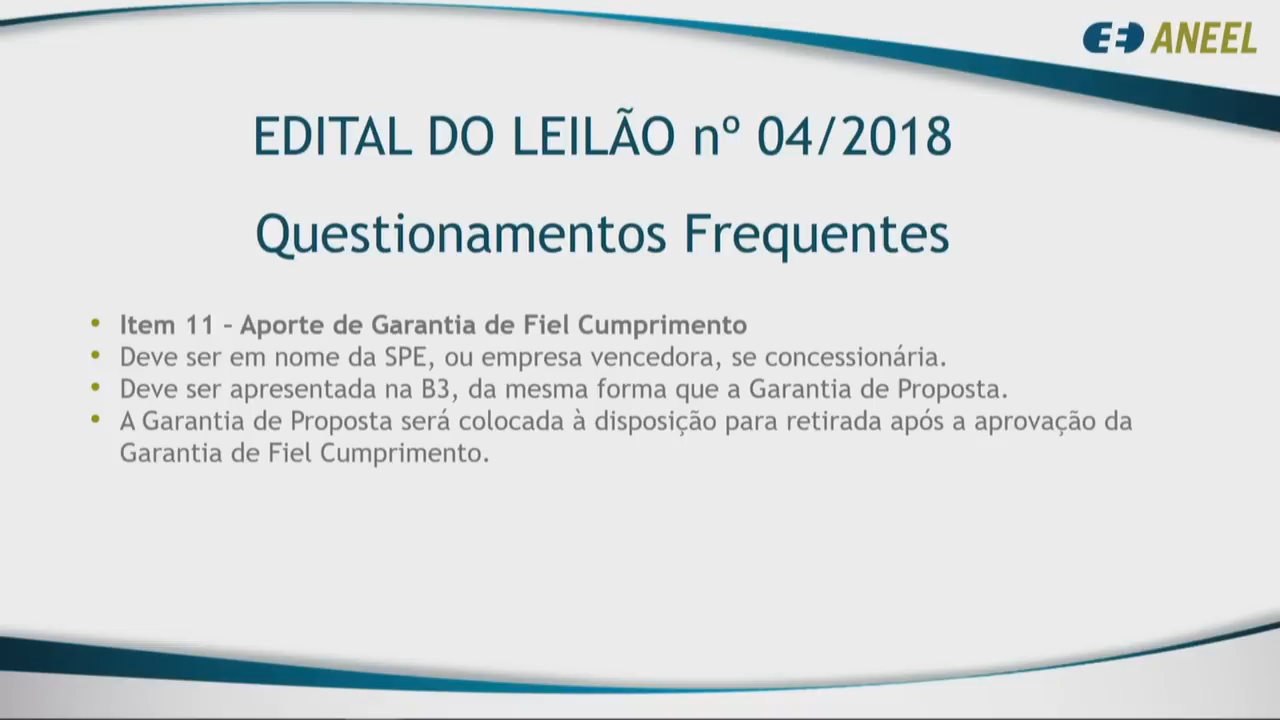 ANEEL
EDITAL DO LEILÃO nº 04/2018
Questionamentos Frequentes
• Item 11 – Aporte de Garantia de Fiel Cumprimento
• Deve ser em nome da SPE, ou empresa vencedora, se concessionária.
• Deve ser apresentada na B3, da mesma forma que a Garantia de Proposta.
• A Garantia de Proposta será colocada à disposição para retirada após a aprovação da
Garantia de Fiel Cumprimento.